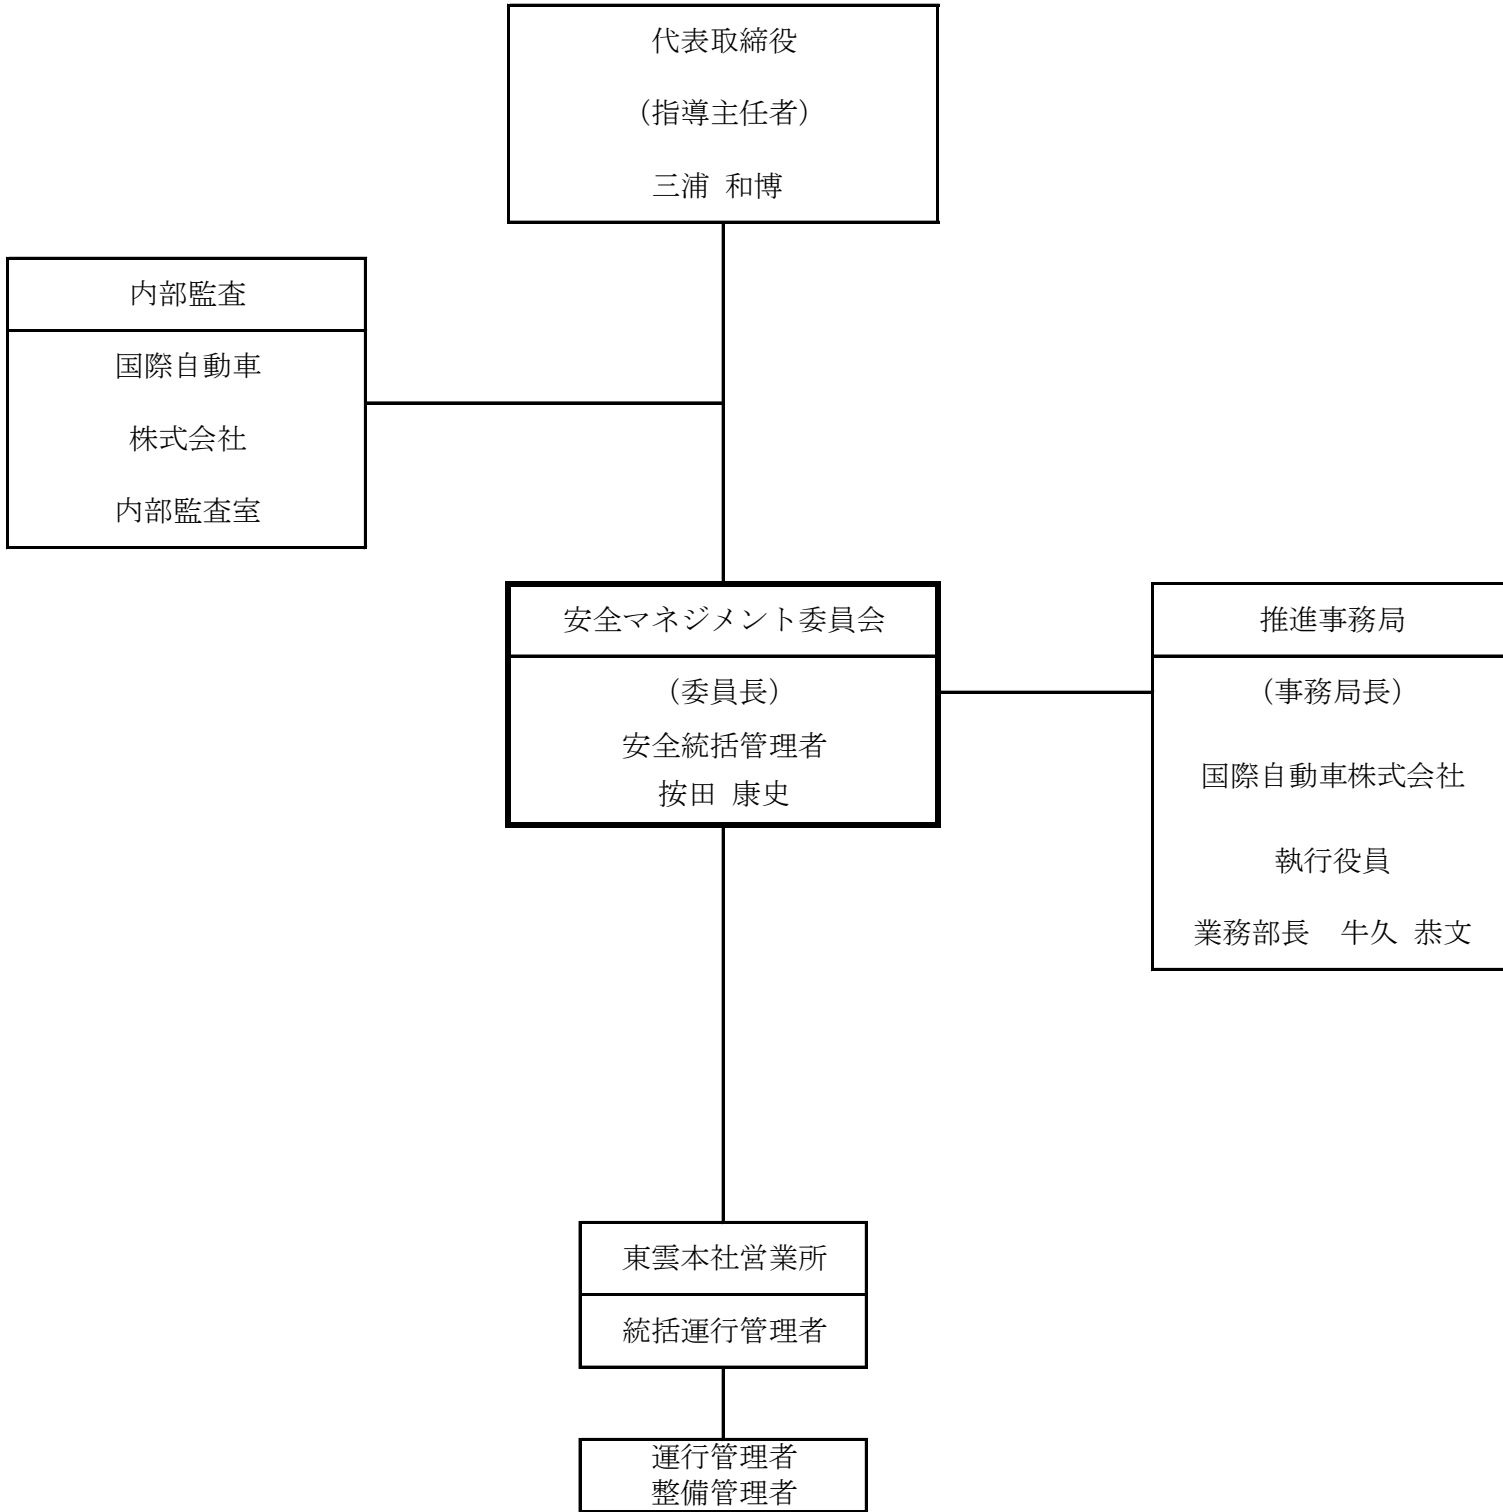 代表取締役
（指導主任者）
三浦 和博
内部監査
国際自動車
株式会社
内部監査室
安全マネジメント委員会
（委員長）
安全統括管理者
按田 康史
推進事務局
（事務局長）
国際自動車株式会社
執行役員
業務部長　牛久 恭文
東雲本社営業所
統括運行管理者
運行管理者
整備管理者